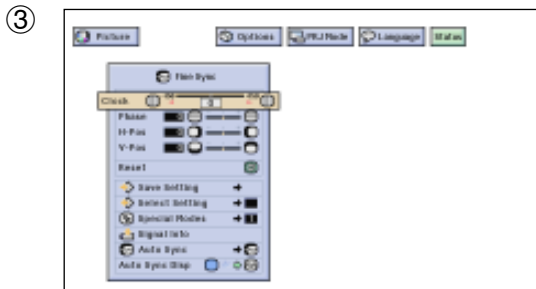 ③
Picture Options PRJ Mode Language Status
Fine Sync
Clock 0
Phase
H-Pos
V-Pos
Reset
Save Setting
Select Setting
Special Modes
Signal Info
Auto Sync
Auto Sync Disp